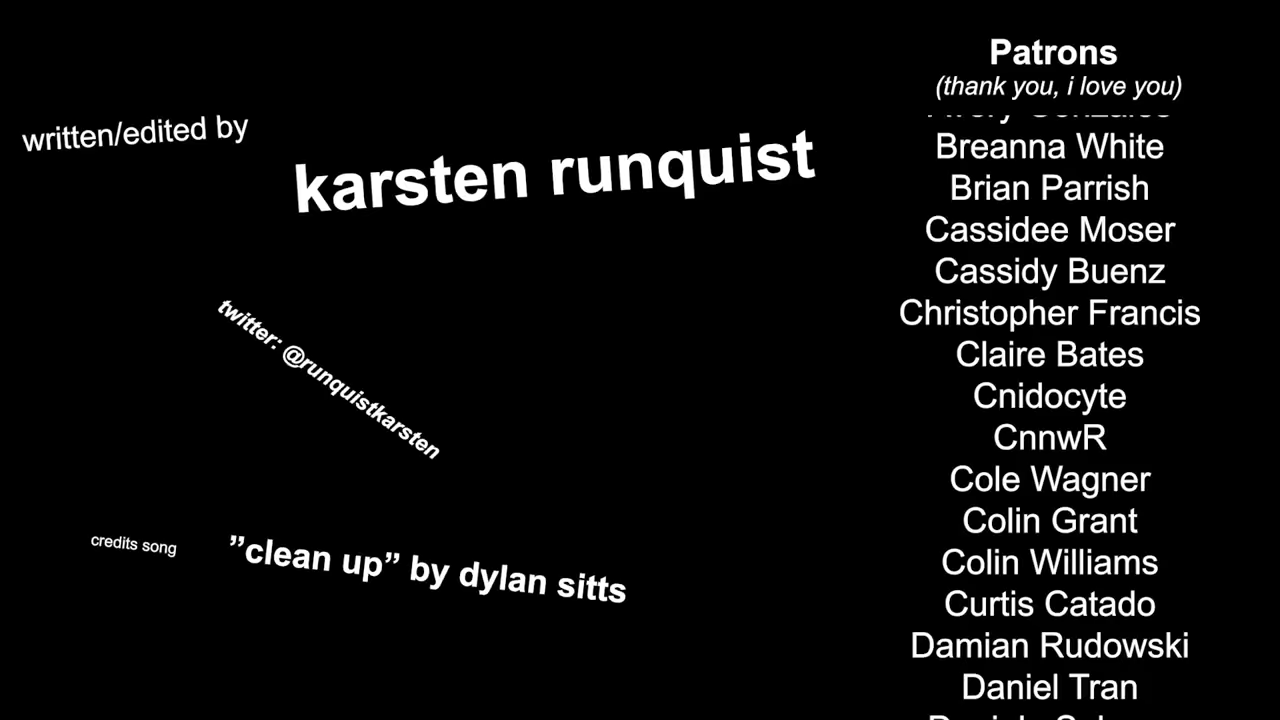 written/edited by
karsten runquist
twitter: @runquistkarsten
credits song
”clean up” by dylan sitts
Patrons
(thank you, i love you)
Breanna White
Brian Parrish
Cassidee Moser
Cassidy Buenz
Christopher Francis
Claire Bates
Cnidocyte
CnnwR
Cole Wagner
Colin Grant
Colin Williams
Curtis Catado
Damian Rudowski
Daniel Tran